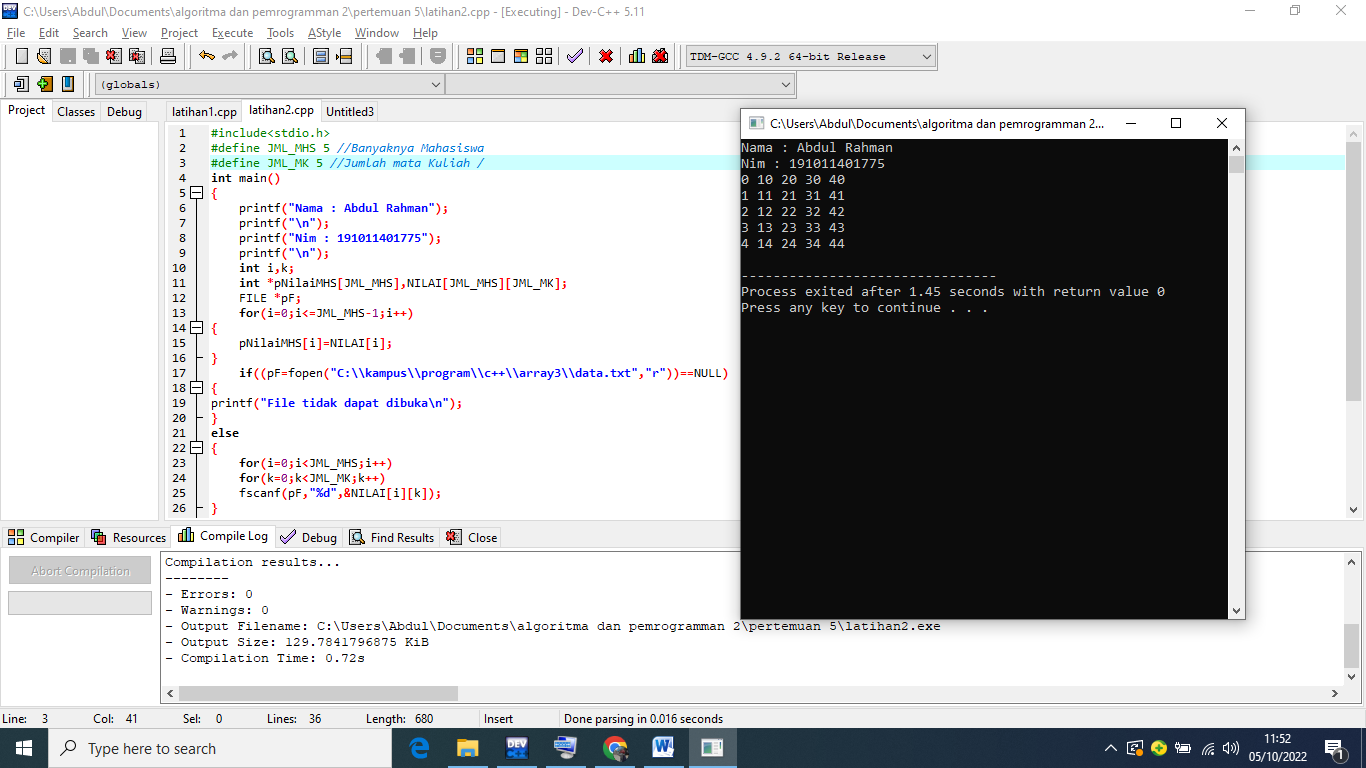 C:\Users\Abdul\Documents\algoritma dan pemrogramman 2\pertemuan 5\latihan2.cpp - [Executing] - Dev-C++ 5.11
File Edit Search View Project Execute Tools AStyle Window Help
TDM-GCC 4.9.2 64-bit Release
(globals)
Project Classes Debug
latihan1.cpp latihan2.cpp Untitled3
1 #include<stdio.h>
2 #define JML_MHS 5 //Banyaknya Mahasiswa
3 #define JML_MK 5 //Jumlah mata Kuliah /
4 int main()
5 {
6 printf("Nama : Abdul Rahman");
7 printf("\n");
8 printf("Nim : 191011401775");
9 printf("\n");
10 int i,k;
11 int *pNilaiMHS[JML_MHS],NILAI[JML_MHS][JML_MK];
12 FILE *pF;
13 for(i=0;i<=JML_MHS-1;i++)
14 {
15 pNilaiMHS[i]=NILAI[i];
16 }
17 if((pF=fopen("C:\\kampus\\program\\c++\\array3\\data.txt","r"))==NULL)
18 {
19 printf("File tidak dapat dibuka\n");
20 }
21 else
22 {
23 for(i=0;i<JML_MHS;i++)
24 for(k=0;k<JML_MK;k++)
25 fscanf(pF,"%d",&NILAI[i][k]);
26 }
C:\Users\Abdul\Documents\algoritma dan pemrogramman 2...
Nama : Abdul Rahman
Nim : 191011401775
0 10 20 30 40
1 11 21 31 41
2 12 22 32 42
3 13 23 33 43
4 14 24 34 44
--------------------------------
Process exited after 1.45 seconds with return value 0
Press any key to continue . . .
Compiler Resources Compile Log Debug Find Results Close
Abort Compilation
Compilation results...
--------
- Errors: 0
- Warnings: 0
- Output Filename: C:\Users\Abdul\Documents\algoritma dan pemrogramman 2\pertemuan 5\latihan2.exe
- Output Size: 129.7841796875 KiB
- Compilation Time: 0.72s
Line: 3 Col: 41 Sel: 0 Lines: 36 Length: 680 Insert Done parsing in 0.016 seconds
Type here to search
11:52
05/10/2022
1